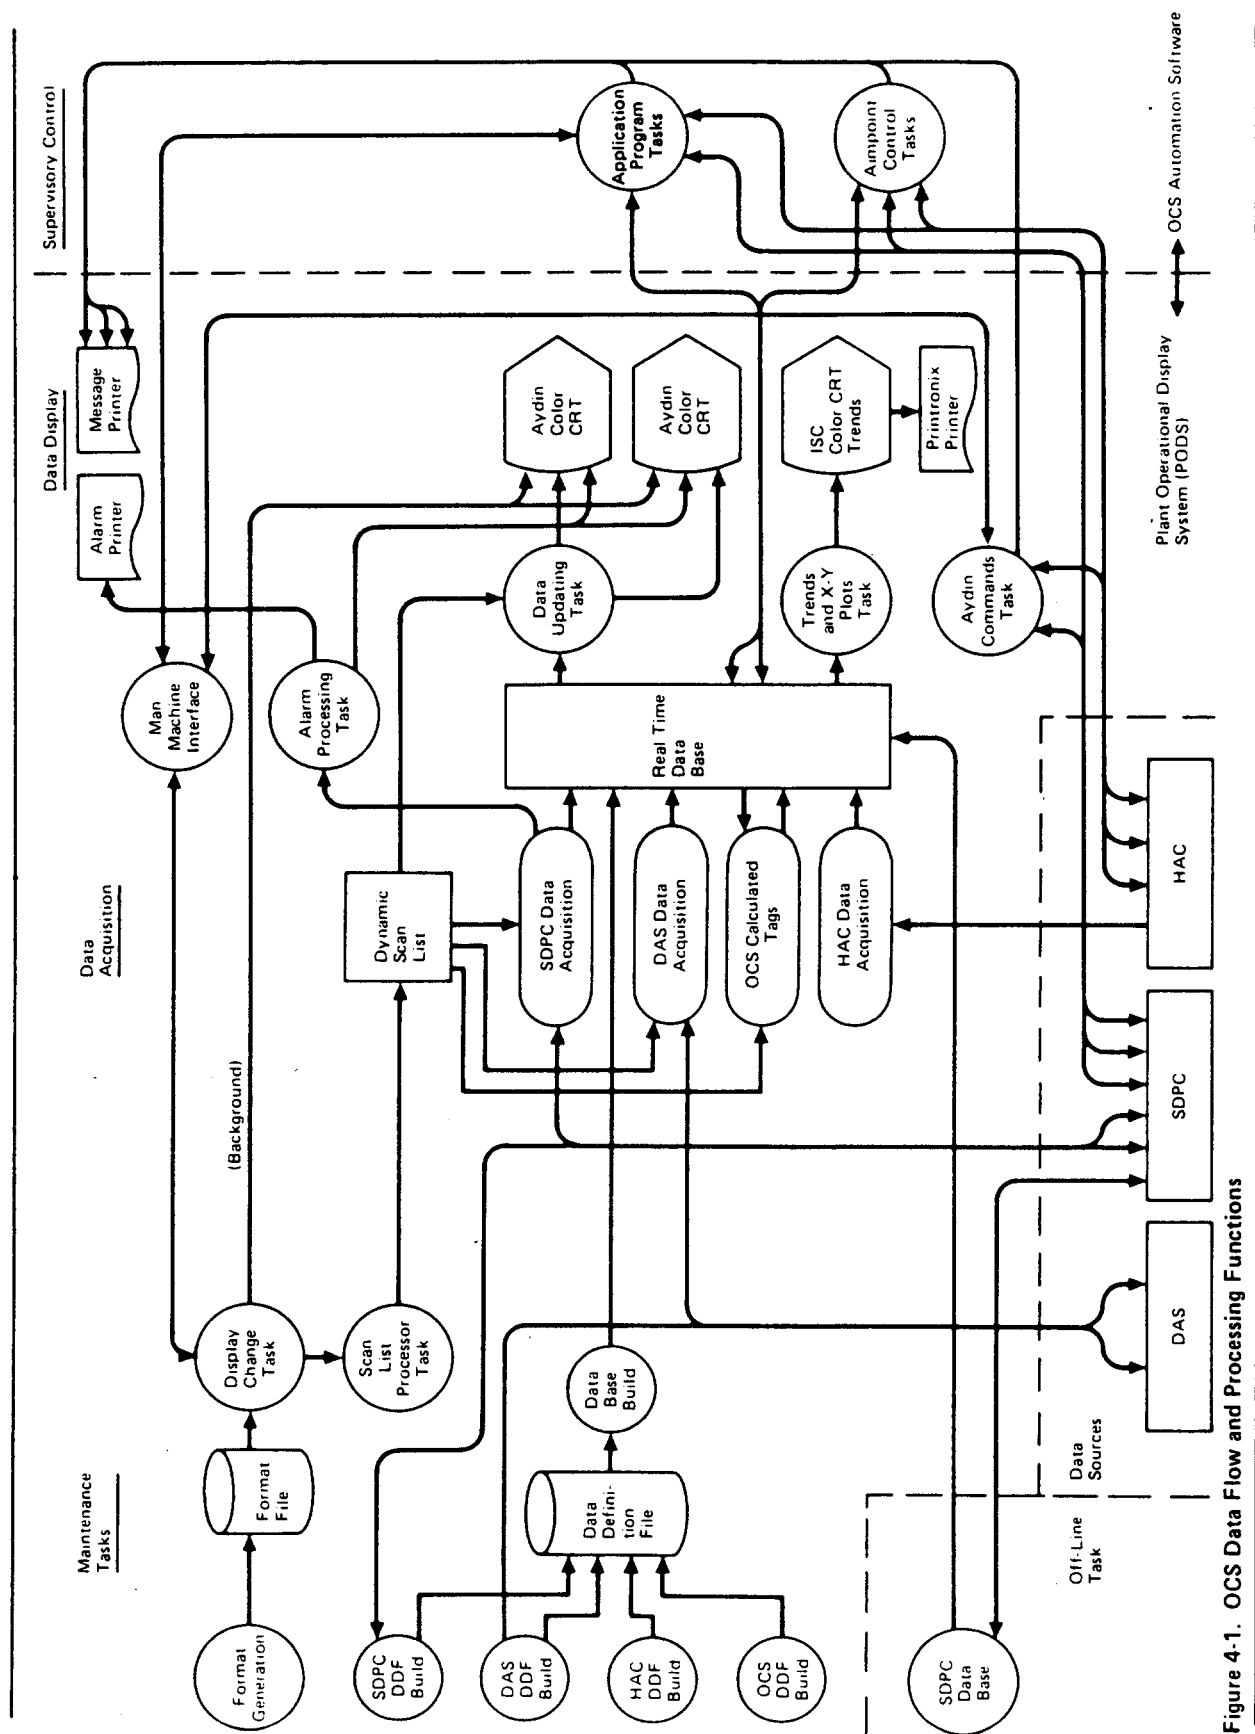 Maintenance
Tasks
Data
Acquisition
Data Display
Supervisory Control
Format
Generation
Format
File
Display
Change
Task
(Background)
Man
Machine
Interface
Alarm
Printer
Message
Printer
Scan
List
Processor
Task
Dynamic
Scan
List
Alarm
Processing
Task
SDPC
DDF
Build
DAS
DDF
Build
HAC
DDF
Build
OCS
DDF
Build
Data
Defini-
tion
File
Data
Base
Build
SDPC Data
Acquisition
DAS Data
Acquisition
OCS Calculated
Tags
HAC Data
Acquisition
Real Time
Data
Base
Data
Updating
Task
Trends
and X-Y
Plots
Task
Aydin
Color
CRT
Aydin
Color
CRT
ISC
Color CRT
Trends
Printronix
Printer
Application
Program
Tasks
Aimpoint
Control
Tasks
Aydin
Commands
Task
SDPC
Data
Base
Off-Line
Task
Data
Sources
DAS
SDPC
HAC
Plant Operational Display
System (PODS)
OCS Automation Software
Figure 4-1. OCS Data Flow and Processing Functions